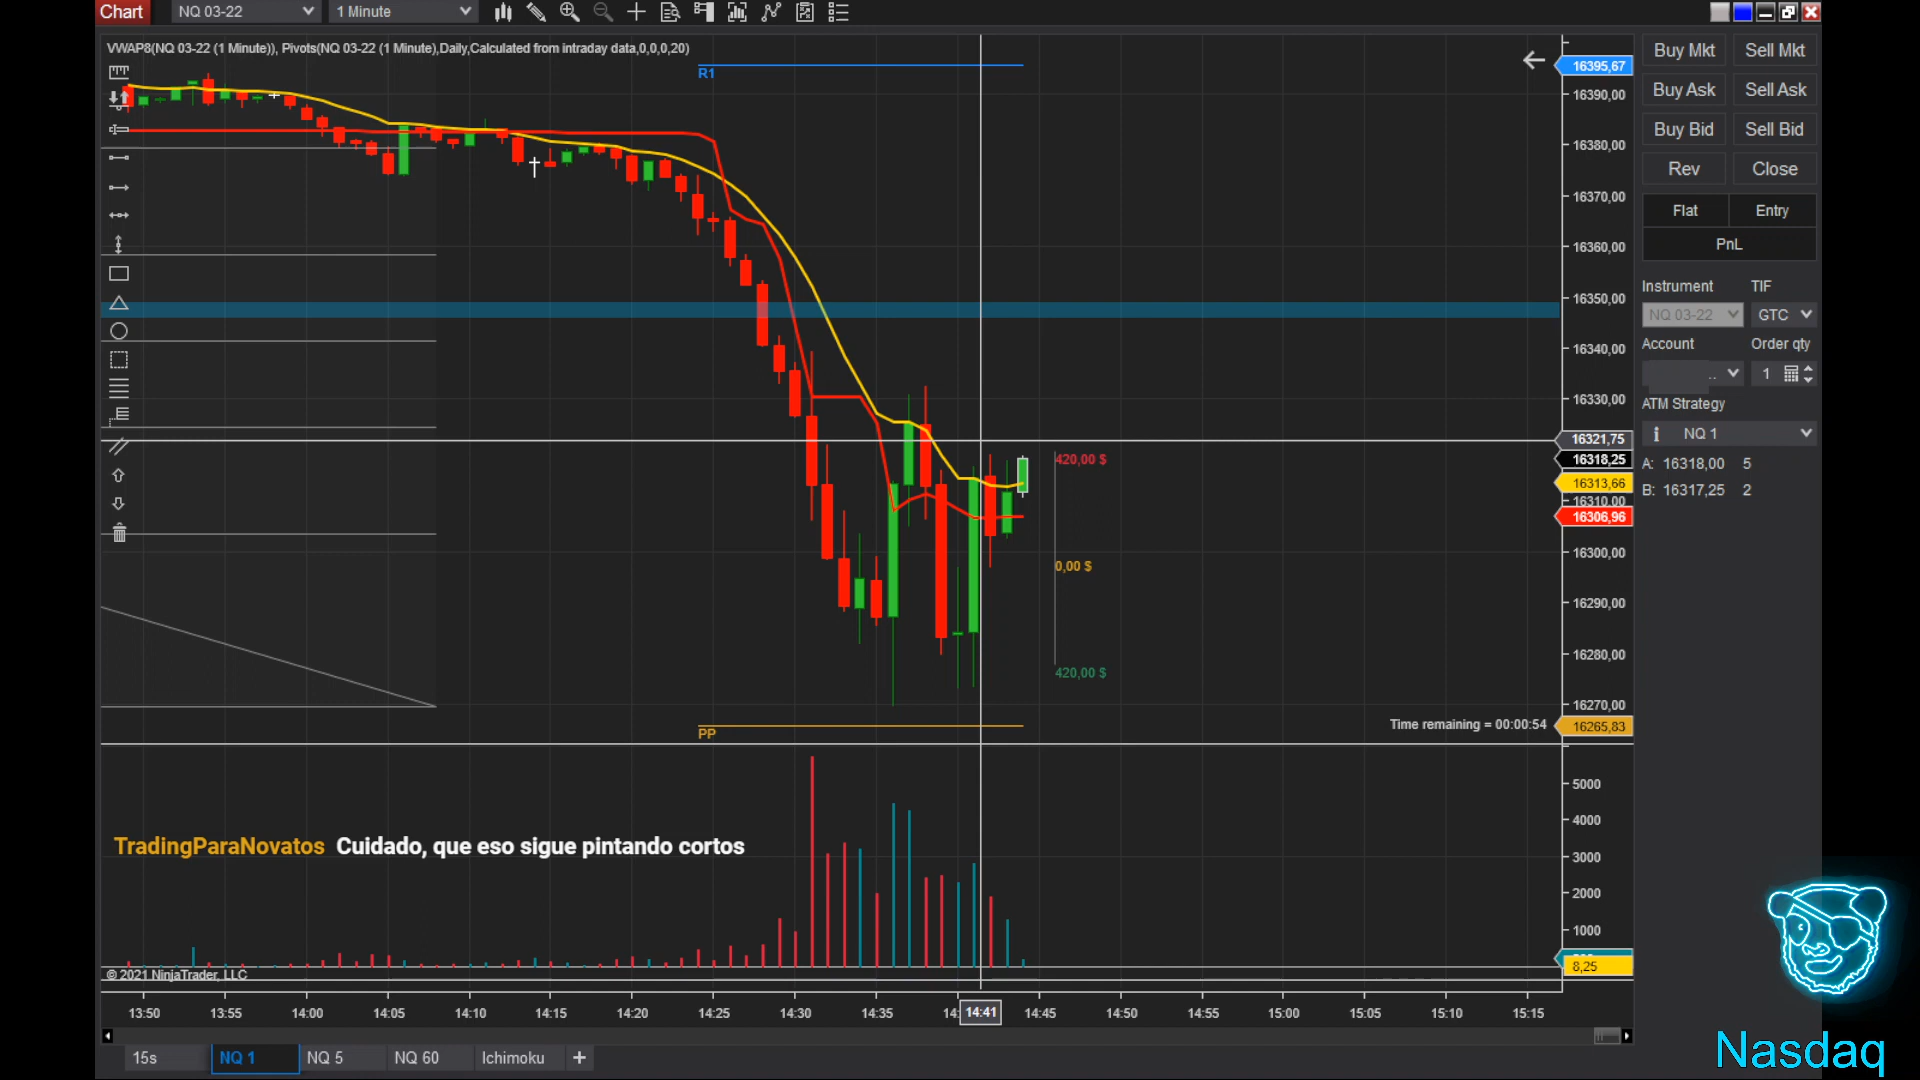 Chart
NQ 03-22
1 Minute
VWAP8(NQ 03-22 (1 Minute)), Pivots(NQ 03-22 (1 Minute),Daily,Calculated from intraday data,0,0,0,20)
R1
16395,67
16390,00
16380,00
16370,00
16360,00
16350,00
16340,00
16330,00
16321,75
16318,25
16313,66
16310,00
16306,96
16300,00
16290,00
16280,00
16270,00
16265,83
420,00 $
0,00 $
420,00 $
PP
Time remaining = 00:00:54
5000
4000
3000
2000
1000
8,25
TradingParaNovatos Cuidado, que eso sigue pintando cortos
© 2021 NinjaTrader, LLC
13:50 13:55 14:00 14:05 14:10 14:15 14:20 14:25 14:30 14:35 14:41 14:45 14:50 14:55 15:00 15:05 15:10 15:15
15s NQ 1 NQ 5 NQ 60 Ichimoku +
Buy Mkt Sell Mkt
Buy Ask Sell Ask
Buy Bid Sell Bid
Rev Close
Flat Entry
PnL
Instrument TIF
NQ 03-22 GTC
Account Order qty
.. 1
ATM Strategy
NQ 1
A: 16318,00 5
B: 16317,25 2
Nasdaq